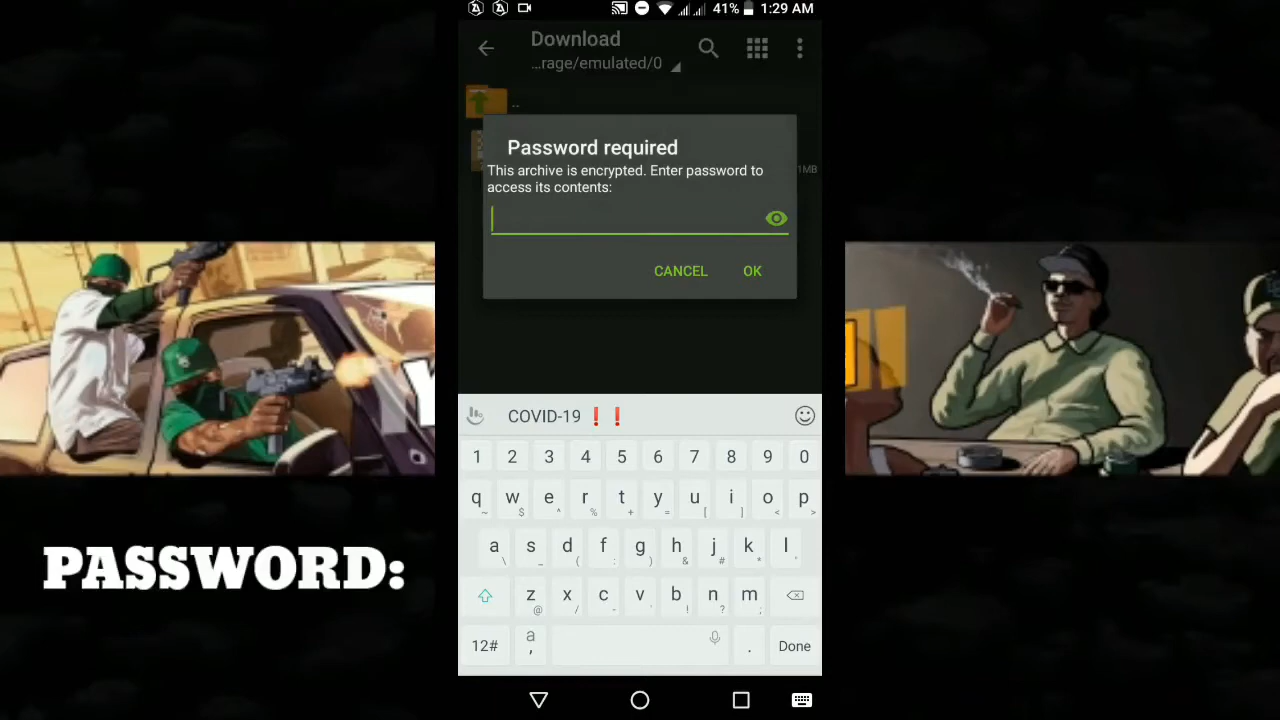 41% 1:29 AM
Download
...rage/emulated/0
..
1MB
Password required
This archive is encrypted. Enter password to
access its contents:
CANCEL OK
COVID-19 ❗❗
1 2 3 4 5 6 7 8 9 0
q w e r t y u i o p
~ $ ^ % + = [ ] < >
a s d f g h j k l
\ _ ( : ) & # * '
z x c v b n m
@ / - ' ! ? ;
12# a , . Done
PASSWORD: